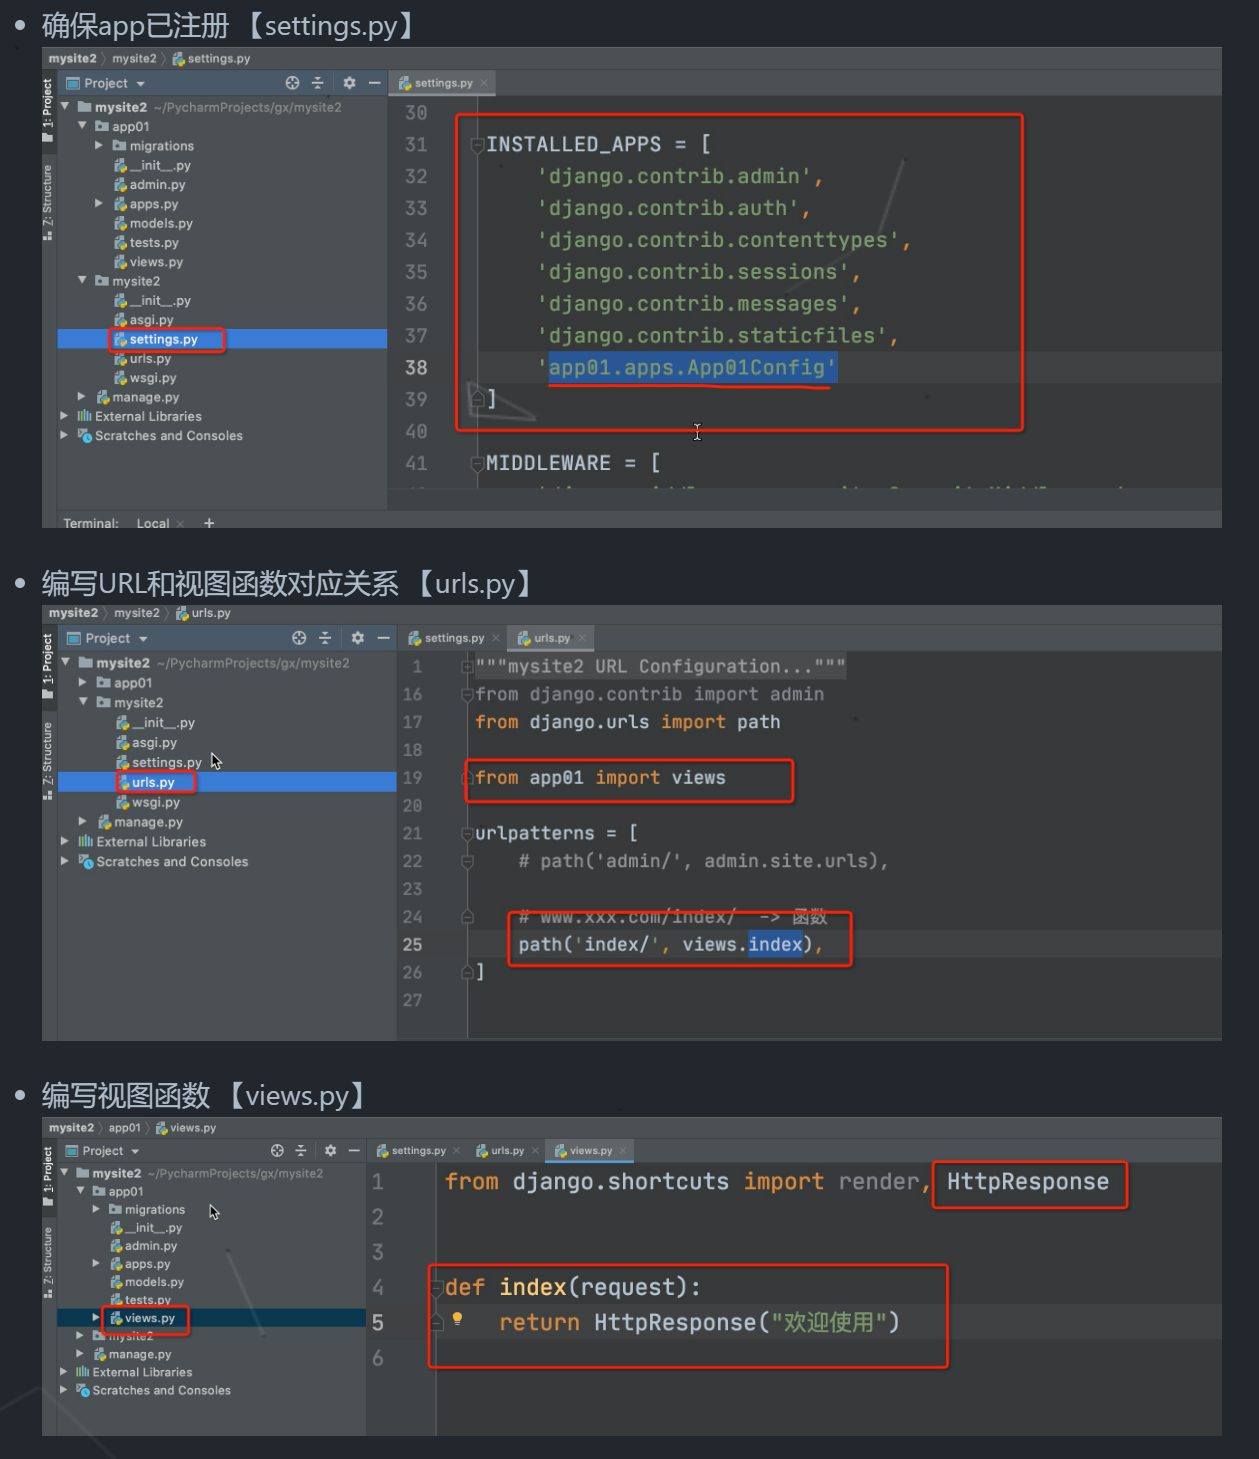 确保app已注册 【settings.py】
mysite2 mysite2 settings.py
Project settings.py
1: Project
Z: Structure
mysite2 ~/PycharmProjects/gx/mysite2
app01
migrations
__init__.py
admin.py
apps.py
models.py
tests.py
views.py
mysite2
__init__.py
asgi.py
settings.py
urls.py
wsgi.py
manage.py
External Libraries
Scratches and Consoles
30
31 INSTALLED_APPS = [
32 'django.contrib.admin',
33 'django.contrib.auth',
34 'django.contrib.contenttypes',
35 'django.contrib.sessions',
36 'django.contrib.messages',
37 'django.contrib.staticfiles',
38 'app01.apps.App01Config'
39 ]
40
41 MIDDLEWARE = [
Terminal: Local +
编写URL和视图函数对应关系 【urls.py】
mysite2 mysite2 urls.py
Project settings.py urls.py
1: Project
Z: Structure
mysite2 ~/PycharmProjects/gx/mysite2
app01
mysite2
__init__.py
asgi.py
settings.py
urls.py
wsgi.py
manage.py
External Libraries
Scratches and Consoles
1 """mysite2 URL Configuration..."""
16 from django.contrib import admin
17 from django.urls import path
18
19 from app01 import views
20
21 urlpatterns = [
22 # path('admin/', admin.site.urls),
23
24 # www.xxx.com/index/ -> 函数
25 path('index/', views.index),
26 ]
27
编写视图函数 【views.py】
mysite2 app01 views.py
Project settings.py urls.py views.py
1: Project
Z: Structure
mysite2 ~/PycharmProjects/gx/mysite2
app01
migrations
__init__.py
admin.py
apps.py
models.py
tests.py
views.py
mysite2
manage.py
External Libraries
Scratches and Consoles
1 from django.shortcuts import render, HttpResponse
2
3
4 def index(request):
5 return HttpResponse("欢迎使用")
6